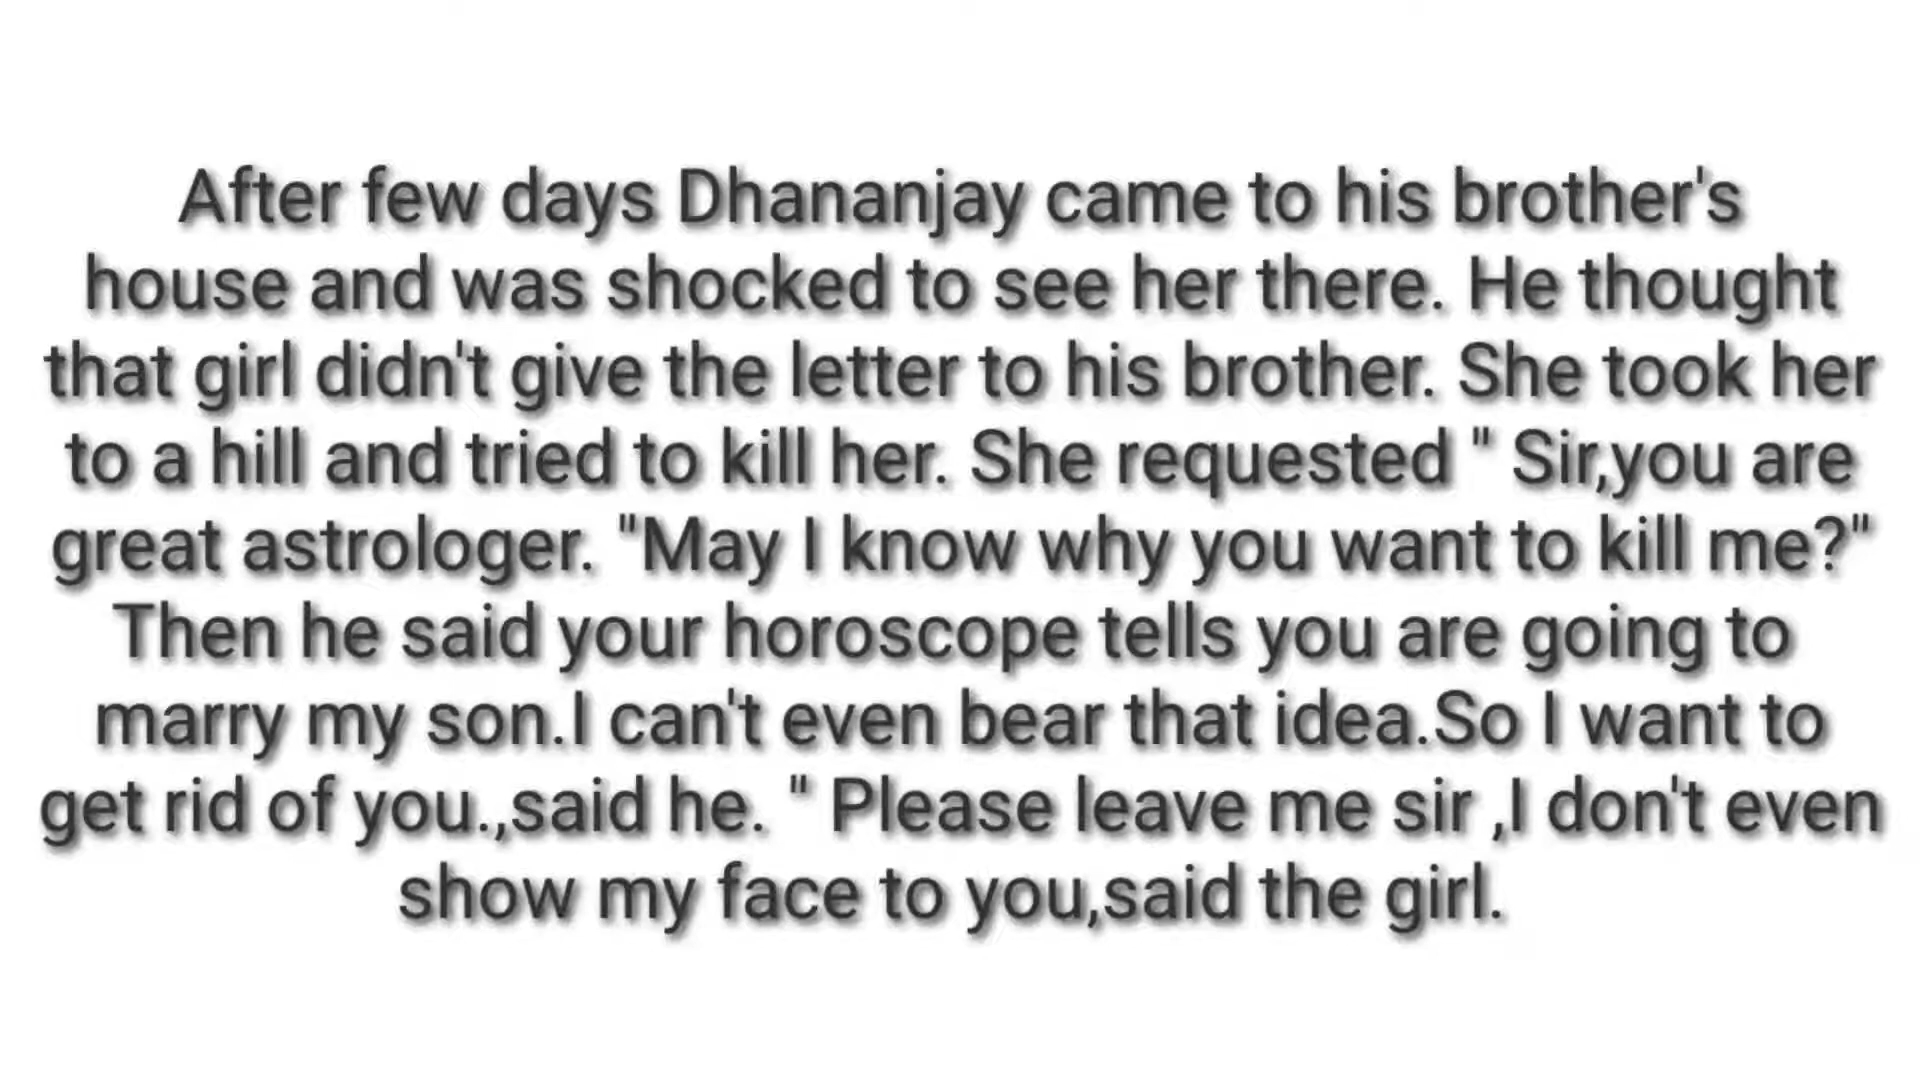 After few days Dhananjay came to his brother's
house and was shocked to see her there. He thought
that girl didn't give the letter to his brother. She took her
to a hill and tried to kill her. She requested " Sir,you are
great astrologer. "May I know why you want to kill me?"
Then he said your horoscope tells you are going to
marry my son.I can't even bear that idea.So I want to
get rid of you.,said he. " Please leave me sir ,I don't even
show my face to you,said the girl.